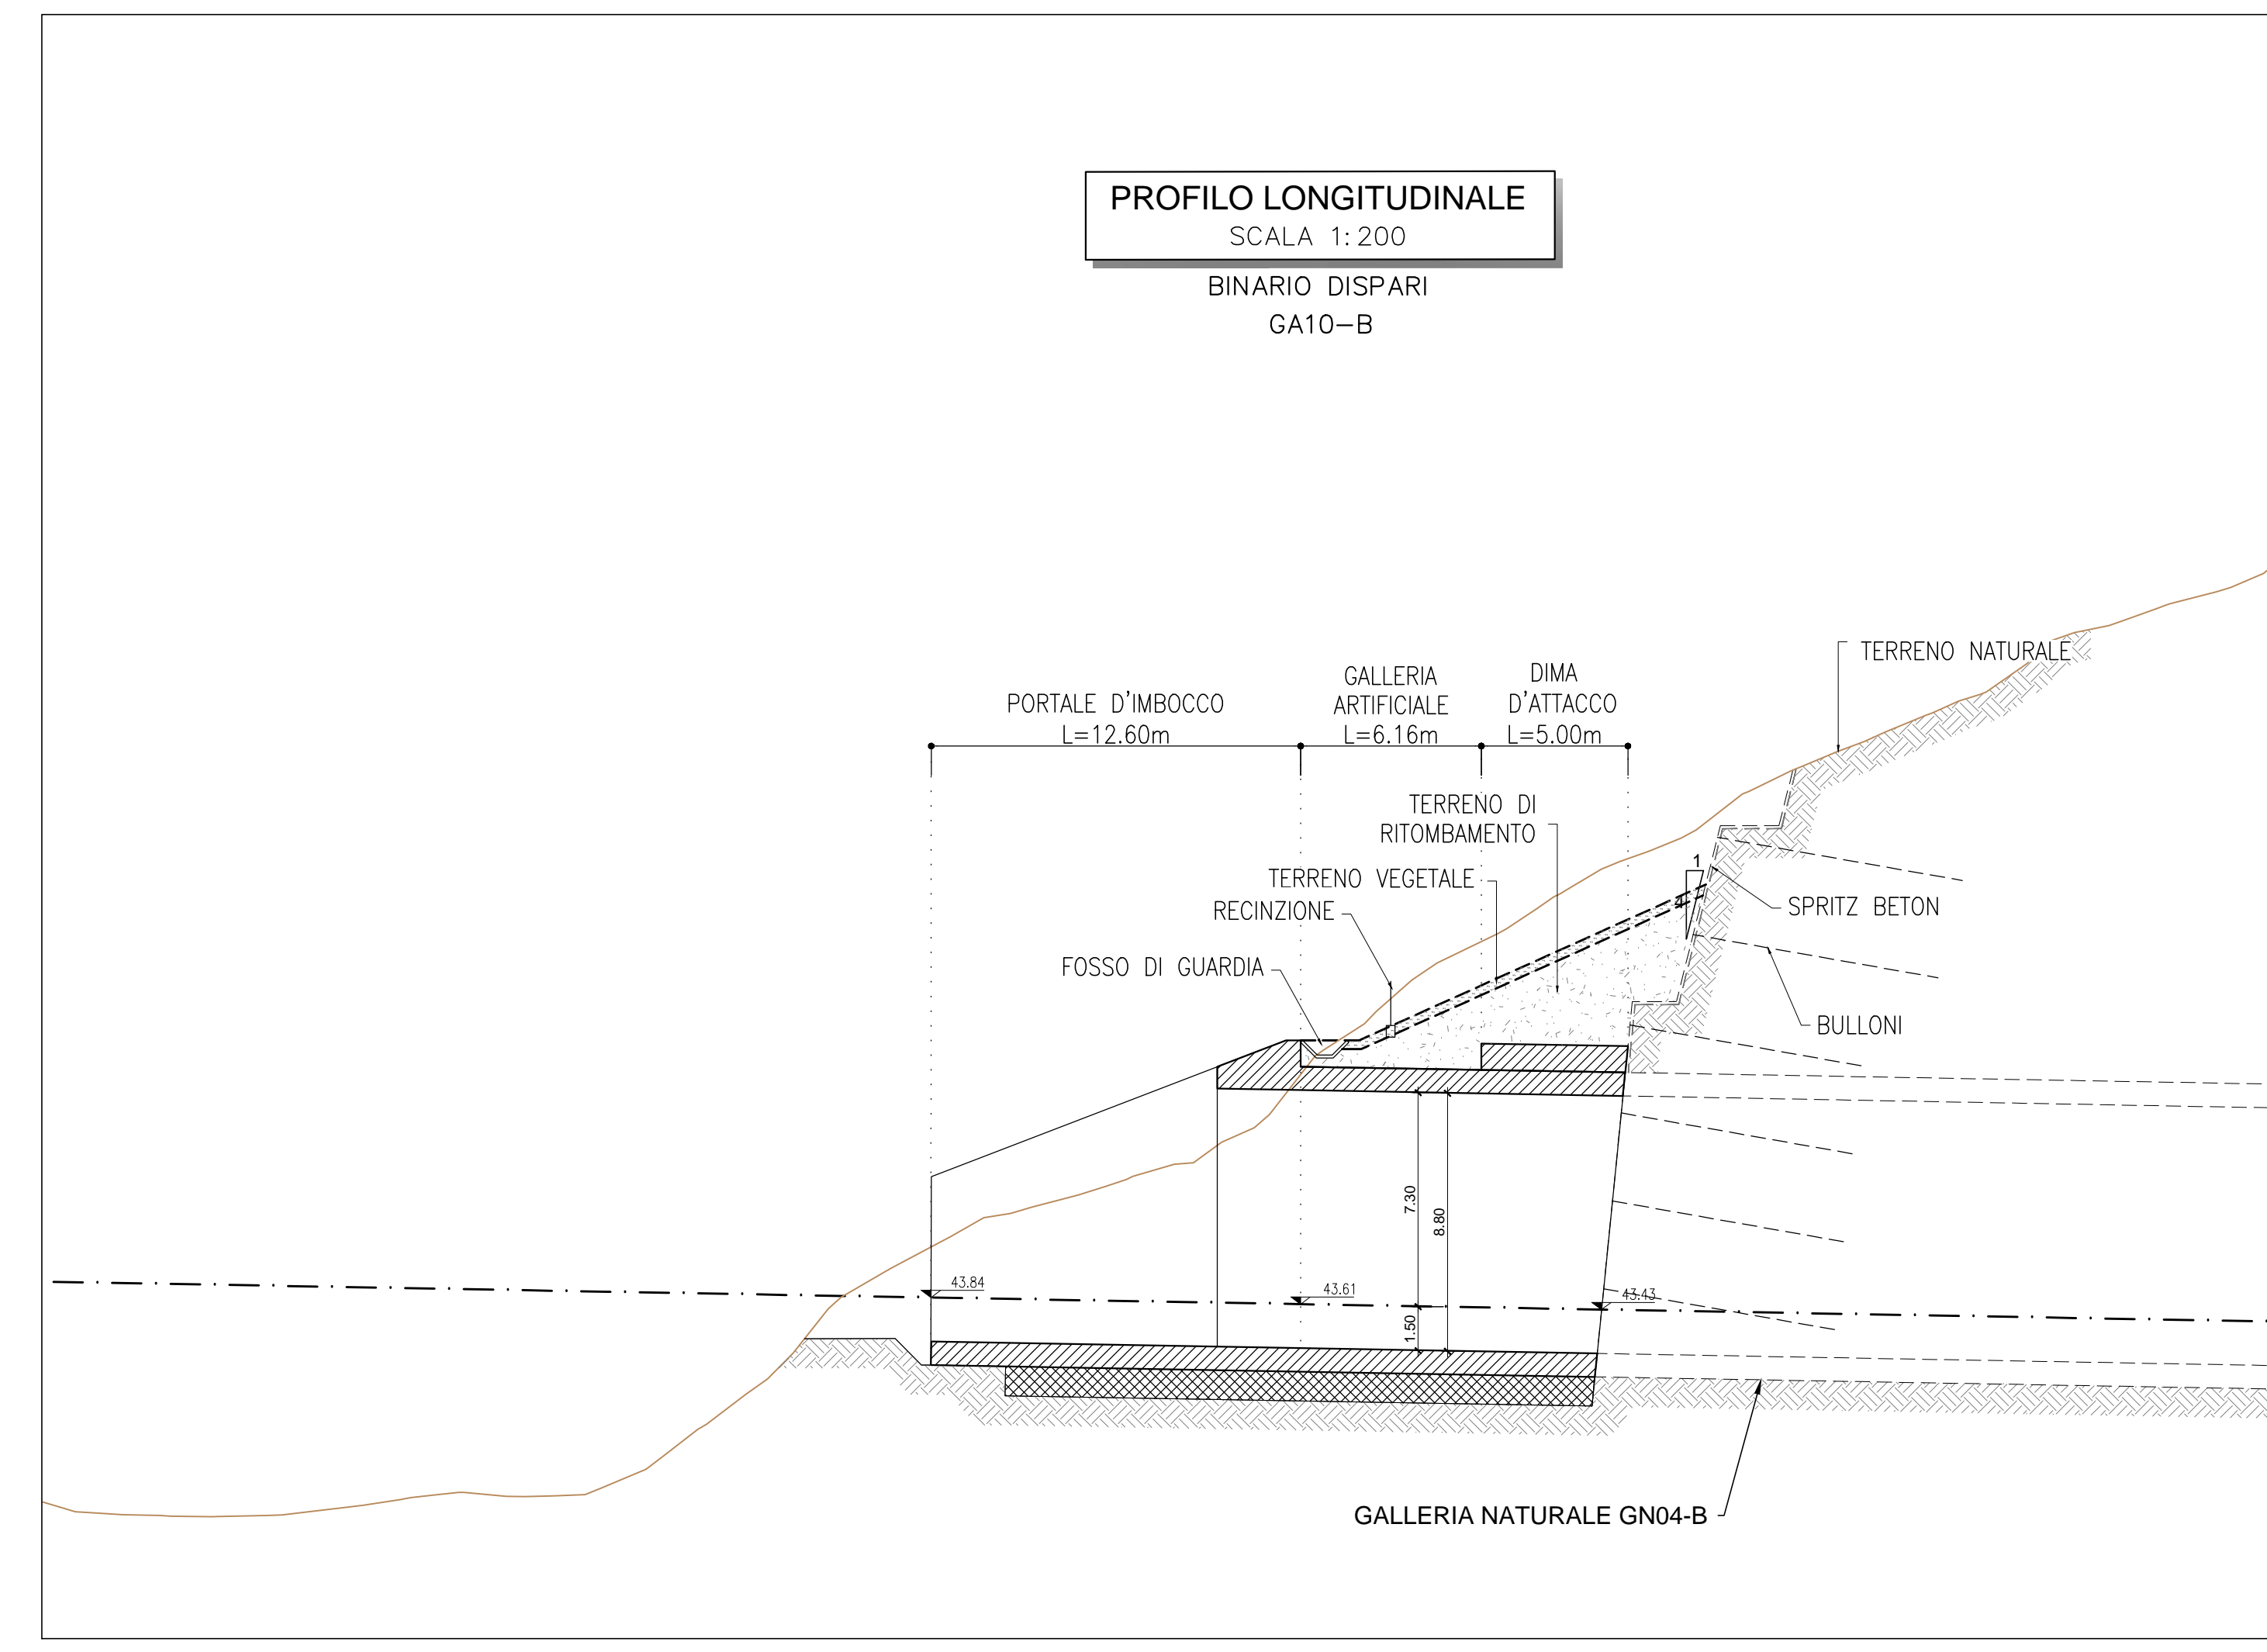 PROFILO LONGITUDINALE
SCALA 1:200
BINARIO DISPARI
GA10-B
TERRENO NATURALE
PORTALE D'IMBOCCO
L=12.60m
GALLERIA
ARTIFICIALE
L=6.16m
DIMA
D'ATTACCO
L=5.00m
TERRENO DI
RITOMBAMENTO
TERRENO VEGETALE
RECINZIONE
FOSSO DI GUARDIA
1
4
SPRITZ BETON
BULLONI
7.30
8.80
1.50
43.84
43.61
43.43
GALLERIA NATURALE GN04-B